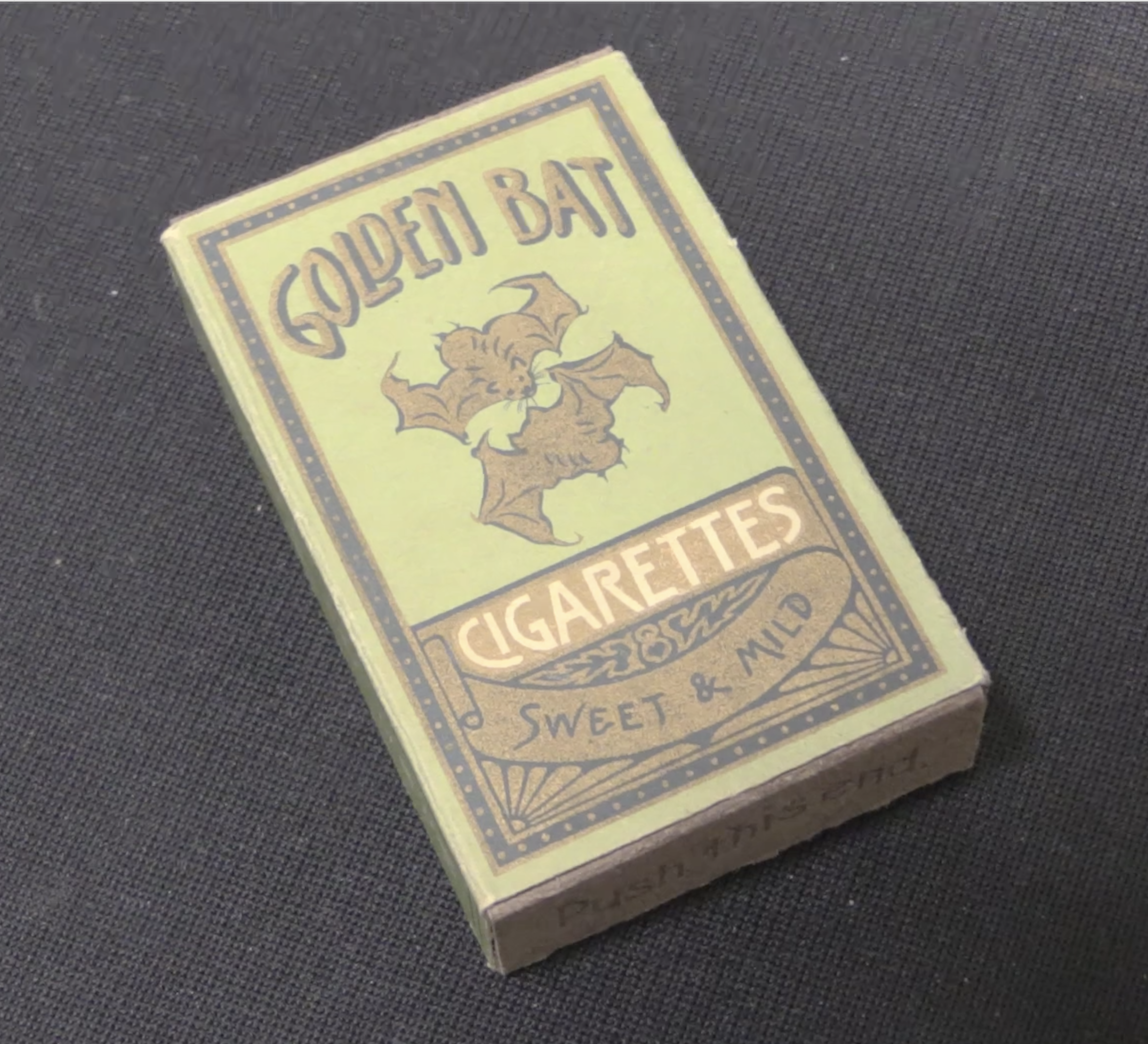 GOLDEN BAT
CIGARETTES
SWEET & MILD
Push this end.